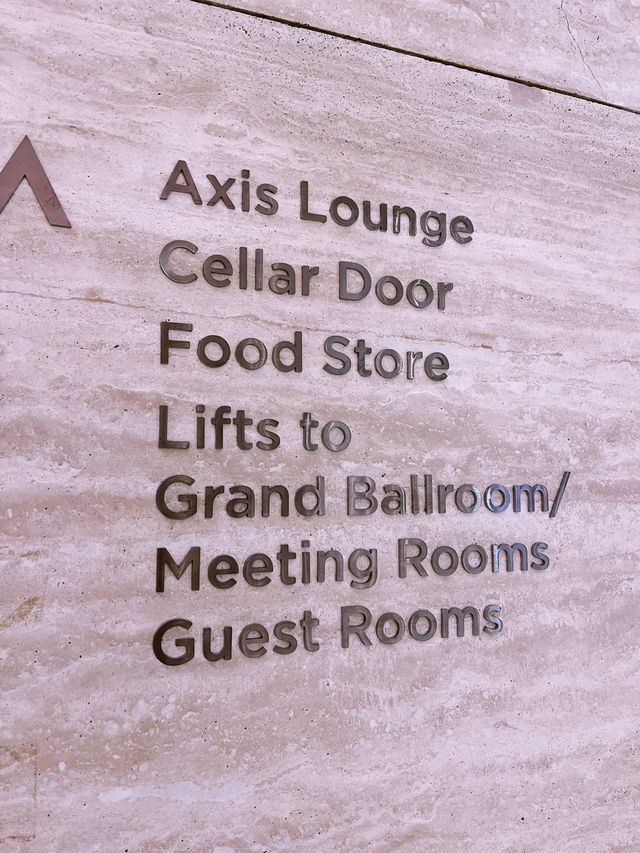 Axis Lounge
Cellar Door
Food Store
Lifts to
Grand Ballroom/
Meeting Rooms
Guest Rooms